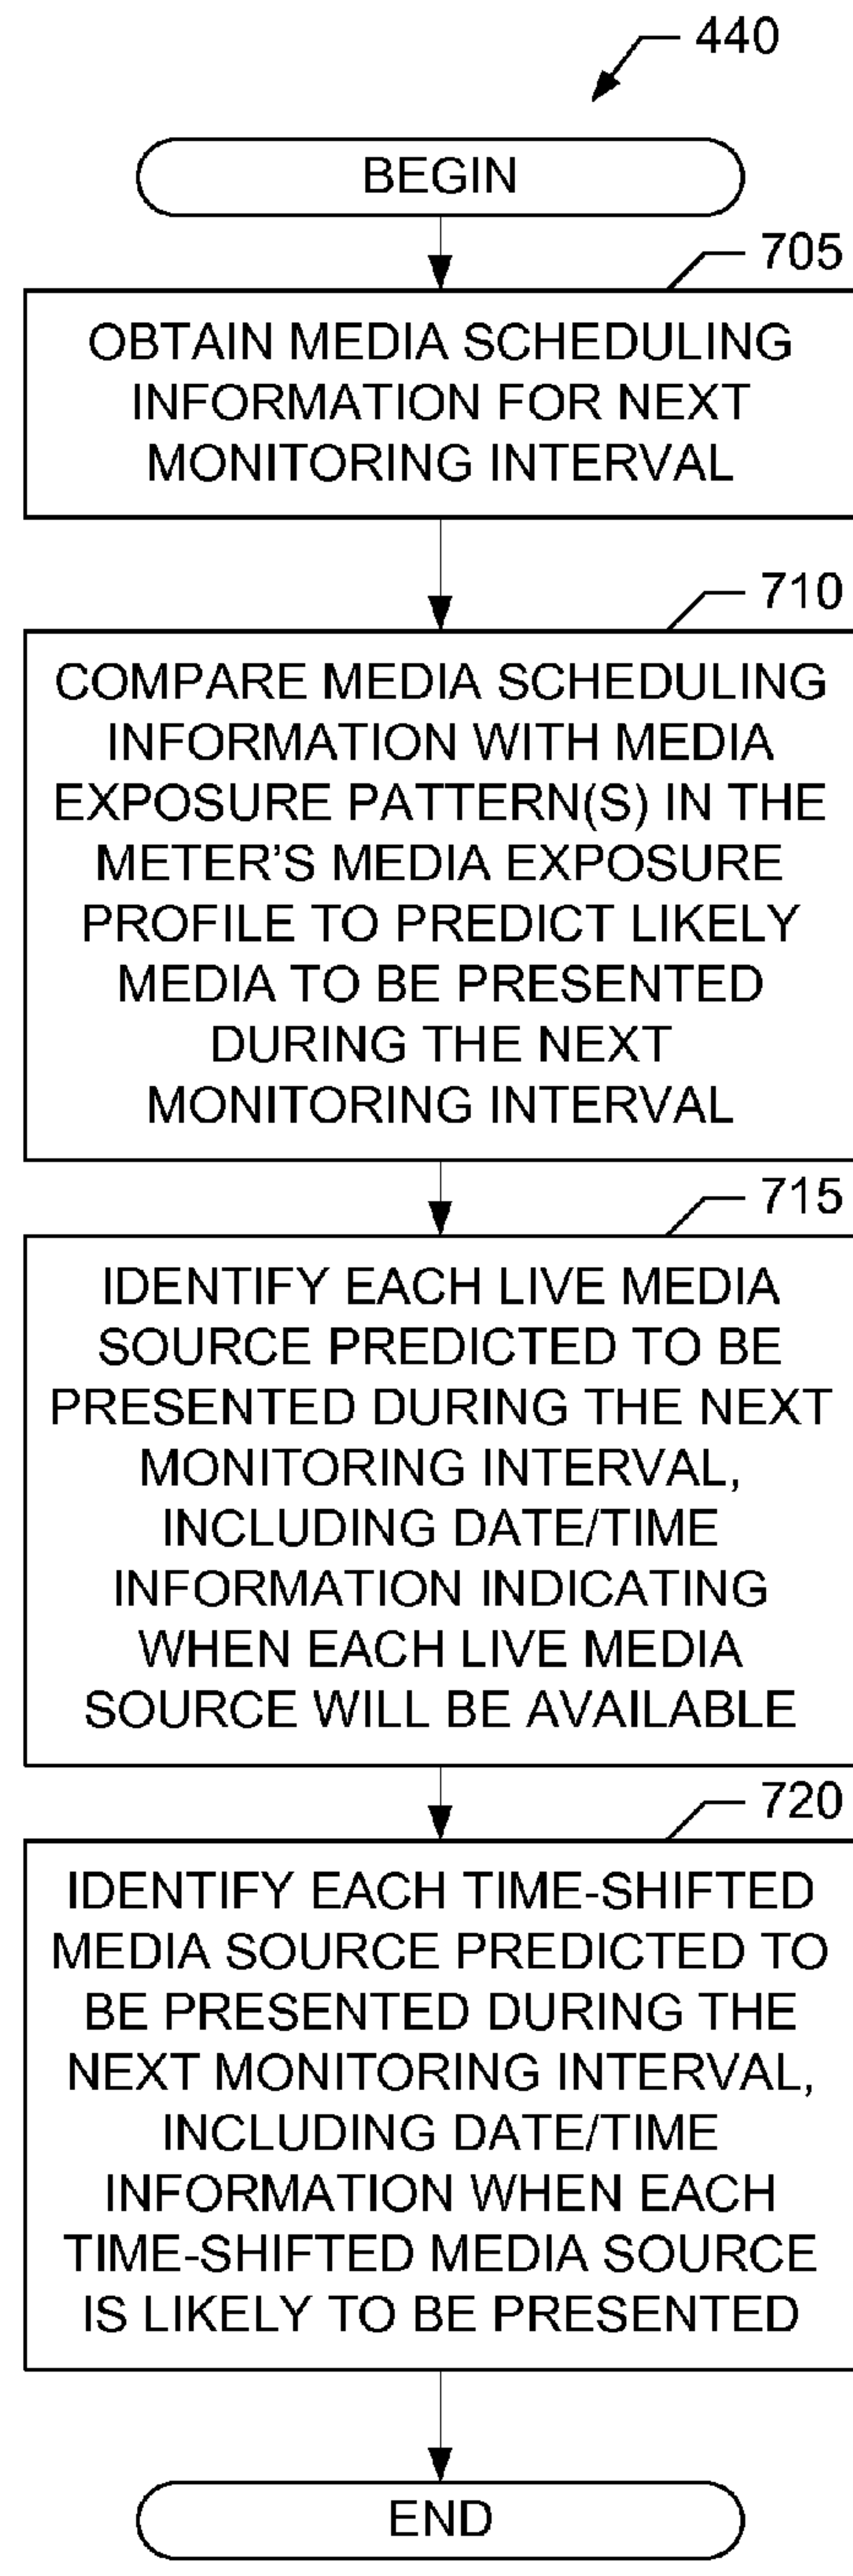 440
BEGIN
705
OBTAIN MEDIA SCHEDULING
INFORMATION FOR NEXT
MONITORING INTERVAL
710
COMPARE MEDIA SCHEDULING
INFORMATION WITH MEDIA
EXPOSURE PATTERN(S) IN THE
METER'S MEDIA EXPOSURE
PROFILE TO PREDICT LIKELY
MEDIA TO BE PRESENTED
DURING THE NEXT
MONITORING INTERVAL
715
IDENTIFY EACH LIVE MEDIA
SOURCE PREDICTED TO BE
PRESENTED DURING THE NEXT
MONITORING INTERVAL,
INCLUDING DATE/TIME
INFORMATION INDICATING
WHEN EACH LIVE MEDIA
SOURCE WILL BE AVAILABLE
720
IDENTIFY EACH TIME-SHIFTED
MEDIA SOURCE PREDICTED TO
BE PRESENTED DURING THE
NEXT MONITORING INTERVAL,
INCLUDING DATE/TIME
INFORMATION WHEN EACH
TIME-SHIFTED MEDIA SOURCE
IS LIKELY TO BE PRESENTED
END